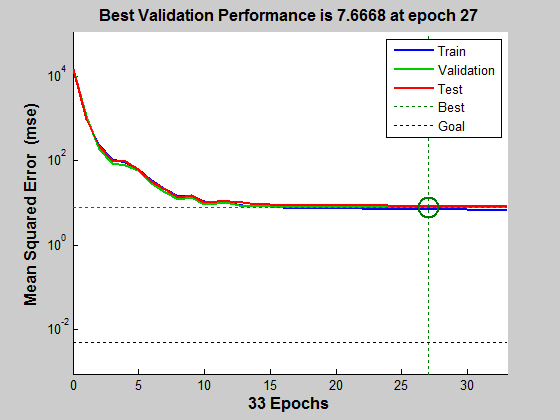 Best Validation Performance is 7.6668 at epoch 27
Mean Squared Error (mse)
10^4
10^2
10^0
10^-2
Train
Validation
Test
Best
Goal
0 5 10 15 20 25 30
33 Epochs